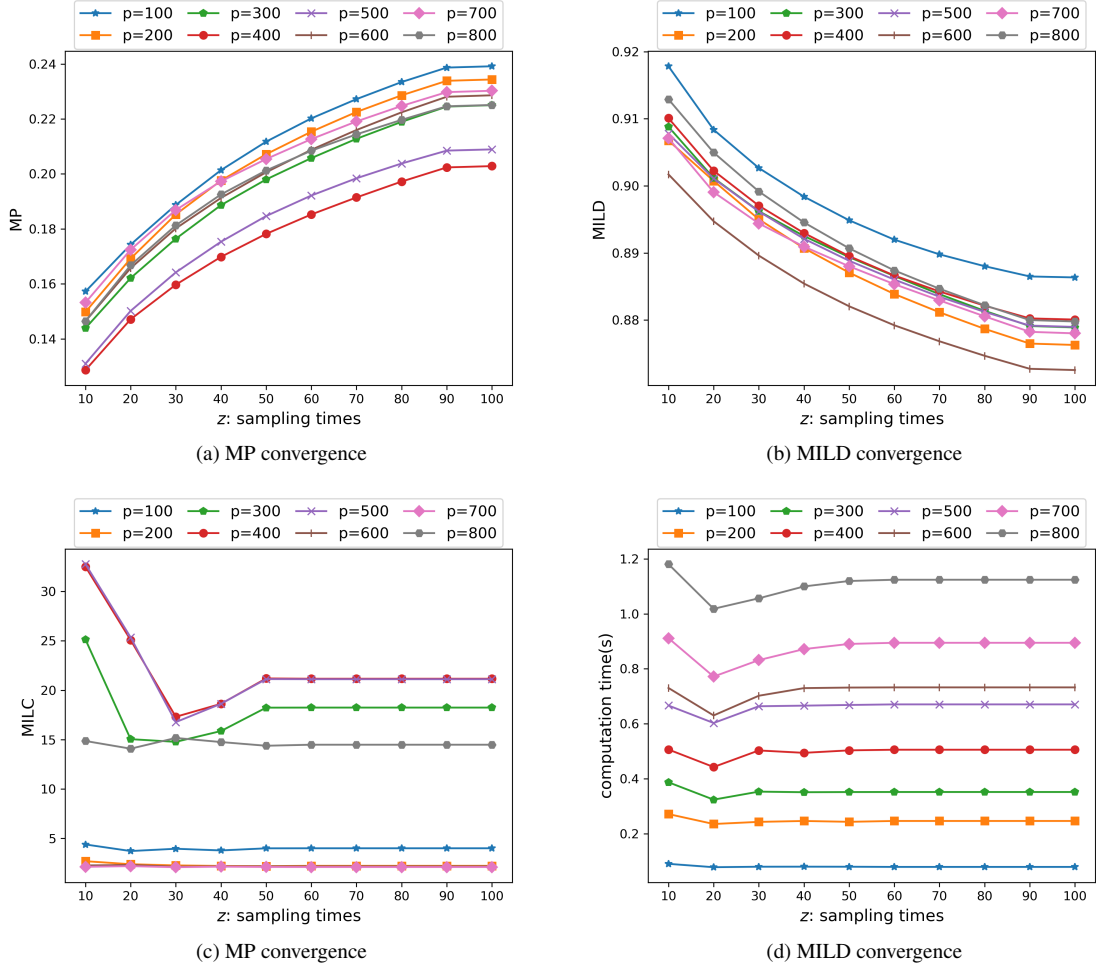 p=100 p=300 p=500 p=700
p=200 p=400 p=600 p=800
0.24
0.22
0.20
0.18
0.16
0.14
MP
10 20 30 40 50 60 70 80 90 100
z: sampling times
(a) MP convergence
p=100 p=300 p=500 p=700
p=200 p=400 p=600 p=800
0.92
0.91
0.90
0.89
0.88
MILD
10 20 30 40 50 60 70 80 90 100
z: sampling times
(b) MILD convergence
p=100 p=300 p=500 p=700
p=200 p=400 p=600 p=800
30
25
20
15
10
5
MILC
10 20 30 40 50 60 70 80 90 100
z: sampling times
(c) MP convergence
p=100 p=300 p=500 p=700
p=200 p=400 p=600 p=800
1.2
1.0
0.8
0.6
0.4
0.2
computation time(s)
10 20 30 40 50 60 70 80 90 100
z: sampling times
(d) MILD convergence